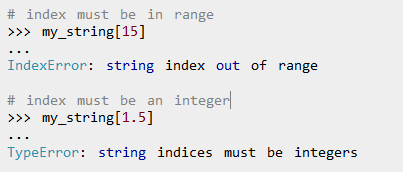 # index must be in range
>>> my_string[15]
...
IndexError: string index out of range
# index must be an integer
>>> my_string[1.5]
...
TypeError: string indices must be integers